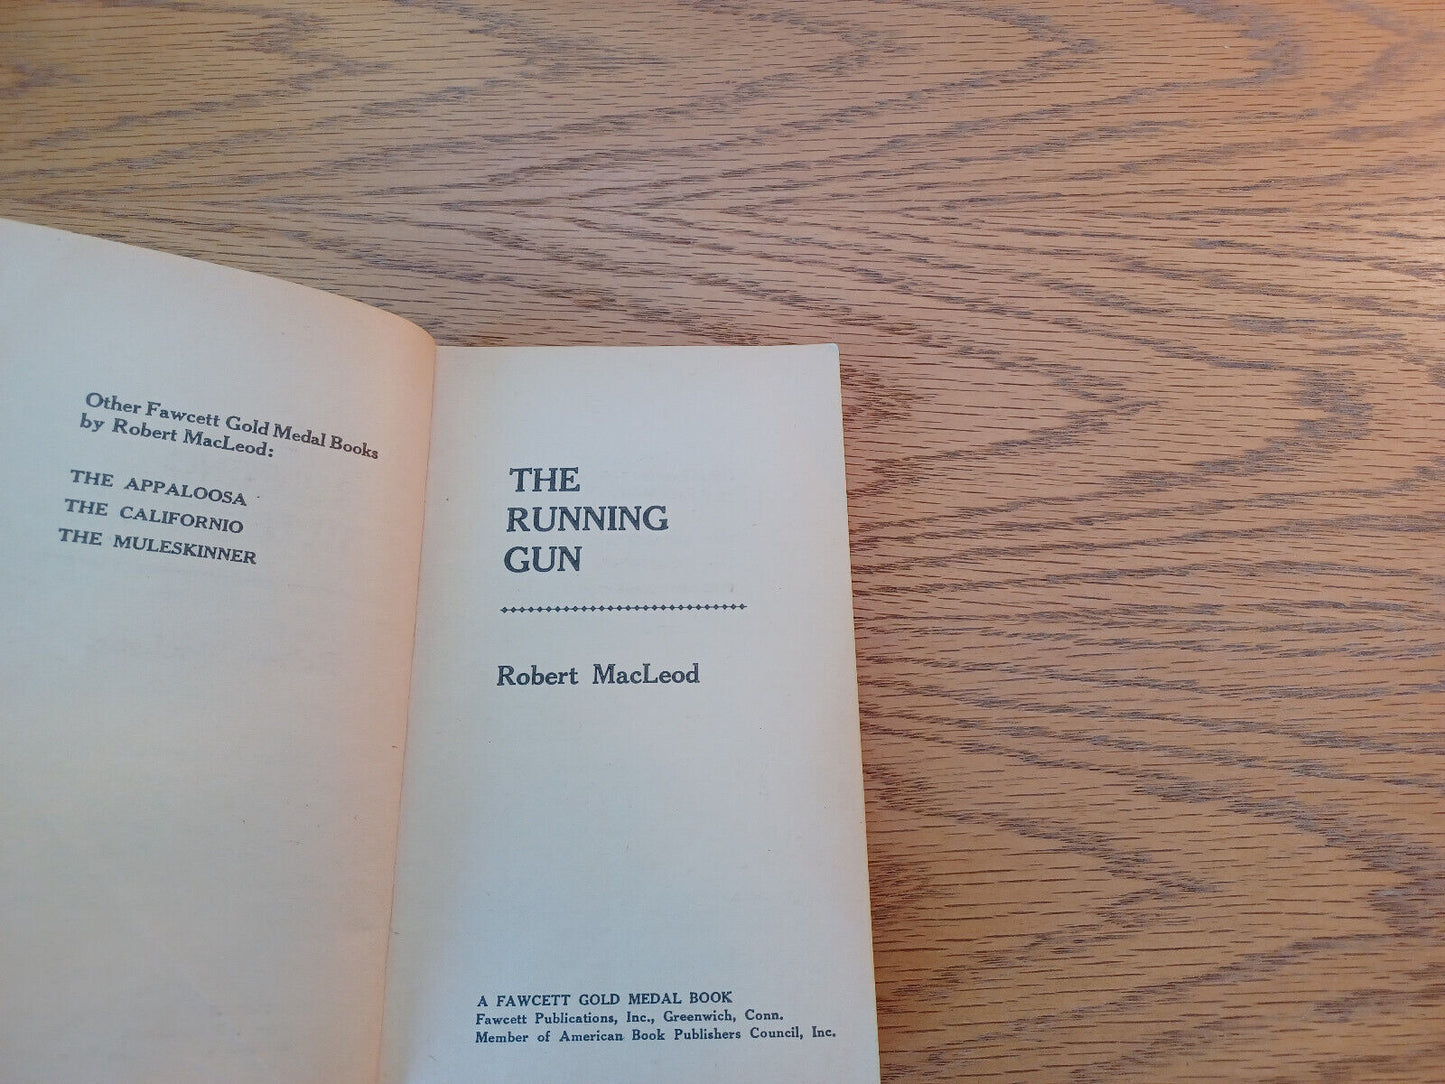 Other Fawcett Gold Medal Books
by Robert MacLeod:
THE APPALOOSA
THE CALIFORNIO
THE MULESKINNER
THE
RUNNING
GUN
Robert MacLeod
A FAWCETT GOLD MEDAL BOOK
Fawcett Publications, Inc., Greenwich, Conn.
Member of American Book Publishers Council, Inc.